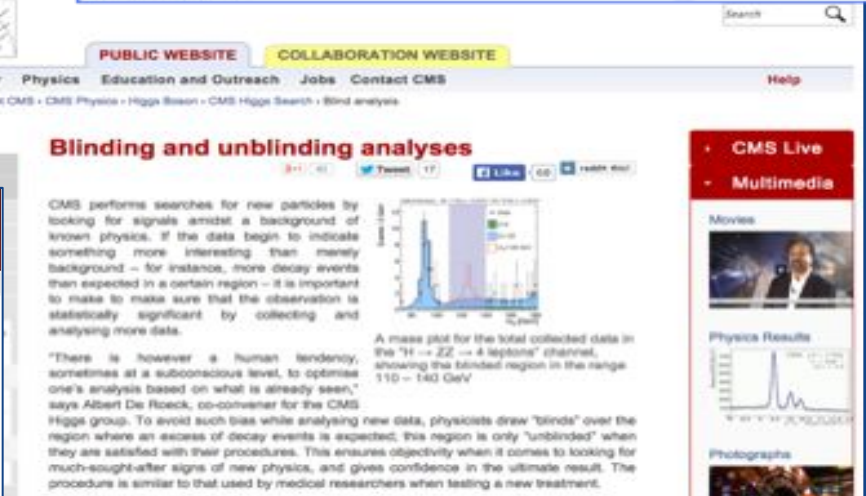 Search
PUBLIC WEBSITE
COLLABORATION WEBSITE
Physics Education and Outreach Jobs Contact CMS
Help
CMS › CMS Physics › Higgs Boson › CMS Higgs Search › Blind analysis
Blinding and unblinding analyses
Tweet 17
Like 68
reddit this!
CMS performs searches for new particles by
looking for signals amidst a background of
known physics. If the data begin to indicate
something more interesting than merely
background – for instance, more decay events
than expected in a certain region – it is important
to make to make sure that the observation is
statistically significant by collecting and
analysing more data.
A mass plot for the total collected data in
the "H → ZZ → 4 leptons" channel,
showing the blinded region in the range
110 – 140 GeV
"There is however a human tendency,
sometimes at a subconscious level, to optimise
one's analysis based on what is already seen,"
says Albert De Roeck, co-convener for the CMS
Higgs group. To avoid such bias while analysing new data, physicists draw "blinds" over the
region where an excess of decay events is expected; this region is only "unblinded" when
they are satisfied with their procedures. This ensures objectivity when it comes to looking for
much-sought-after signs of new physics, and gives confidence in the ultimate result. The
procedure is similar to that used by medical researchers when testing a new treatment.
CMS Live
Multimedia
Movies
Physics Results
Photographs